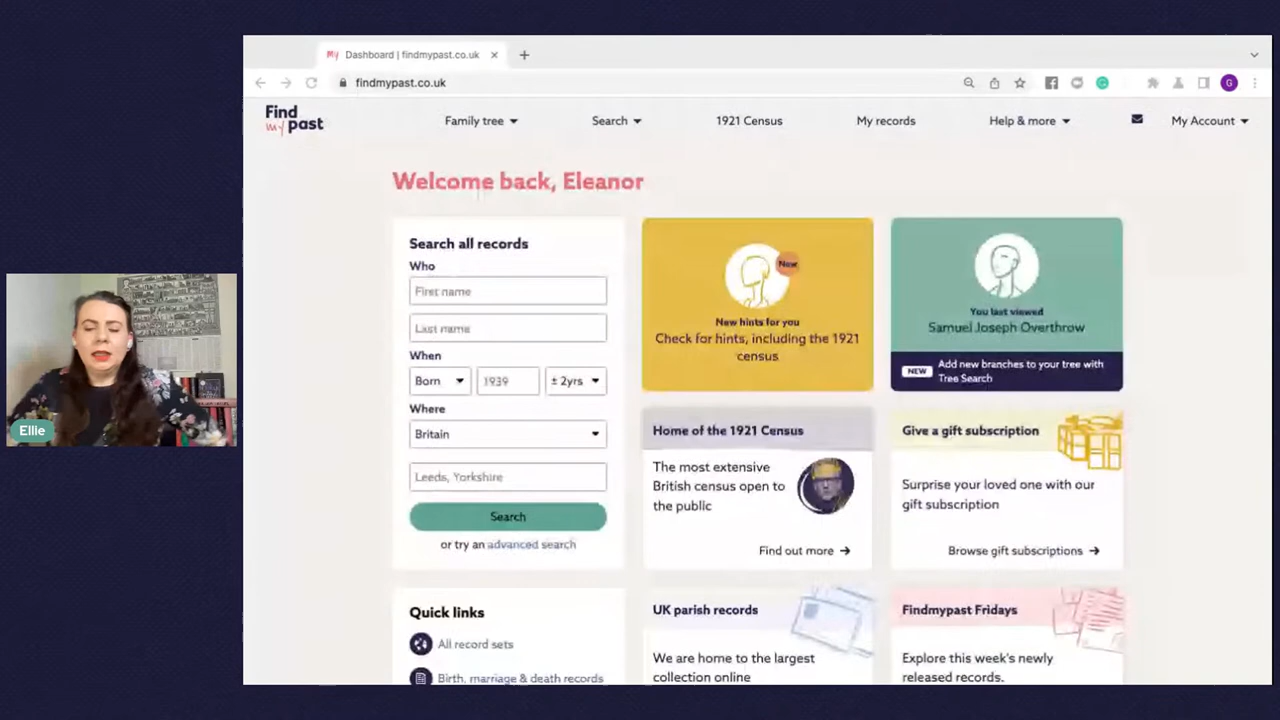 My Dashboard | findmypast.co.uk
findmypast.co.uk
G
Find my past
Family tree
Search
1921 Census
My records
Help & more
My Account
Welcome back, Eleanor
Search all records
Who
First name
Last name
When
Born
1939
± 2yrs
Where
Britain
Leeds, Yorkshire
Search
or try an advanced search
New
New hints for you
Check for hints, including the 1921
census
You last viewed
Samuel Joseph Overthrow
NEW
Add new branches to your tree with
Tree Search
Home of the 1921 Census
The most extensive
British census open to
the public
Find out more
Give a gift subscription
Surprise your loved one with our
gift subscription
Browse gift subscriptions
Quick links
All record sets
Birth, marriage & death records
UK parish records
We are home to the largest
collection online
Findmypast Fridays
Explore this week's newly
released records.
Ellie